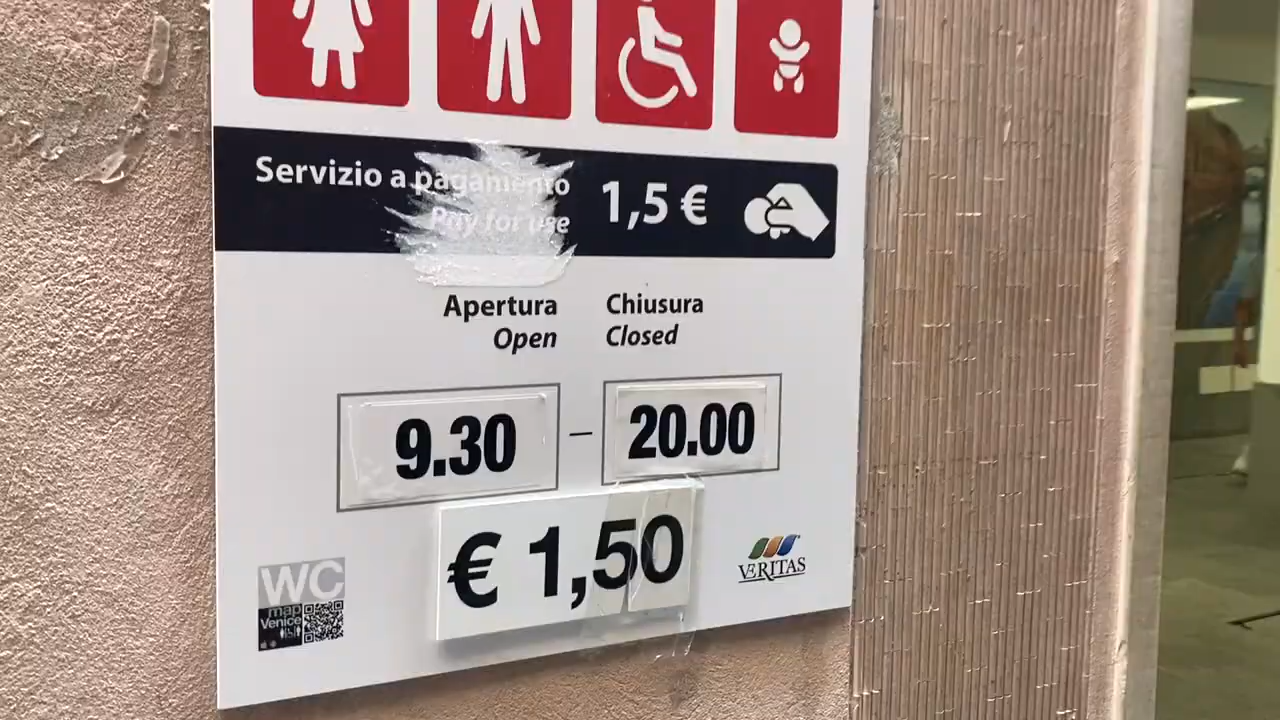 Servizio a pagamento
Pay for use
1,5 €
Apertura
Open
Chiusura
Closed
9.30 – 20.00
€ 1,50
WC
map
Venice
VERITAS